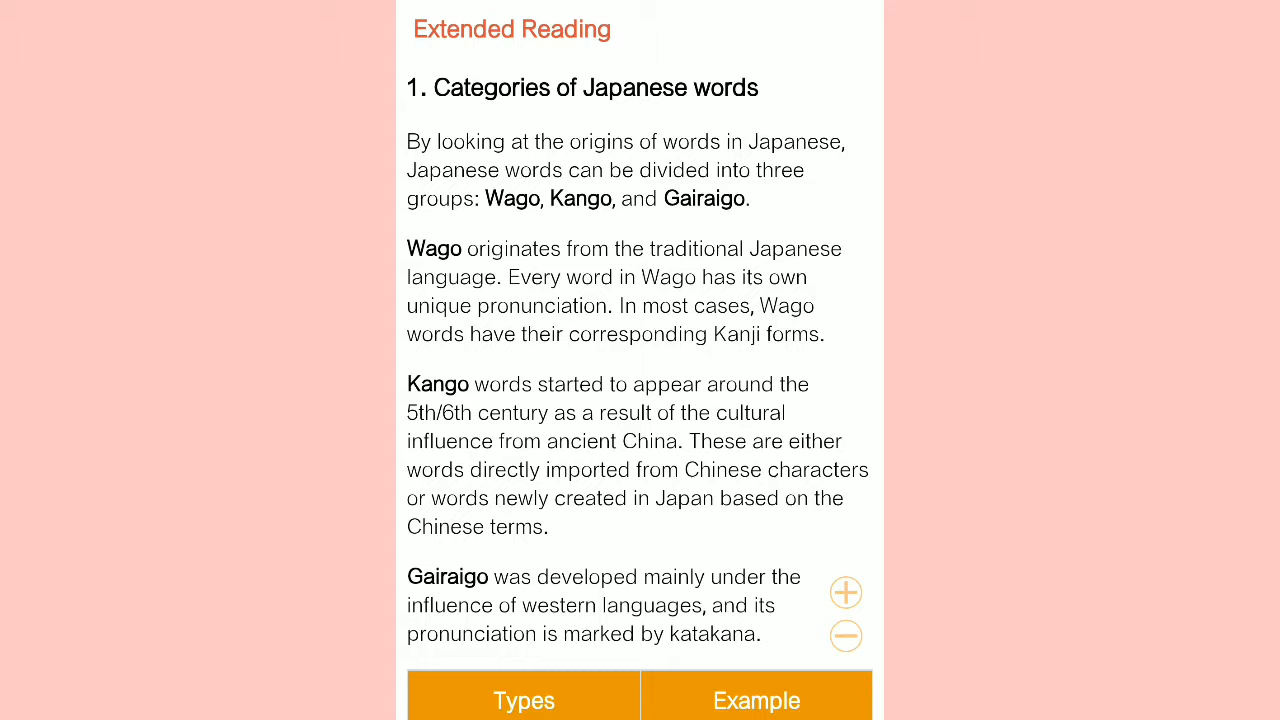 Extended Reading
1. Categories of Japanese words
By looking at the origins of words in Japanese,
Japanese words can be divided into three
groups: Wago, Kango, and Gairaigo.
Wago originates from the traditional Japanese
language. Every word in Wago has its own
unique pronunciation. In most cases, Wago
words have their corresponding Kanji forms.
Kango words started to appear around the
5th/6th century as a result of the cultural
influence from ancient China. These are either
words directly imported from Chinese characters
or words newly created in Japan based on the
Chinese terms.
Gairaigo was developed mainly under the
influence of western languages, and its
pronunciation is marked by katakana.
Types Example